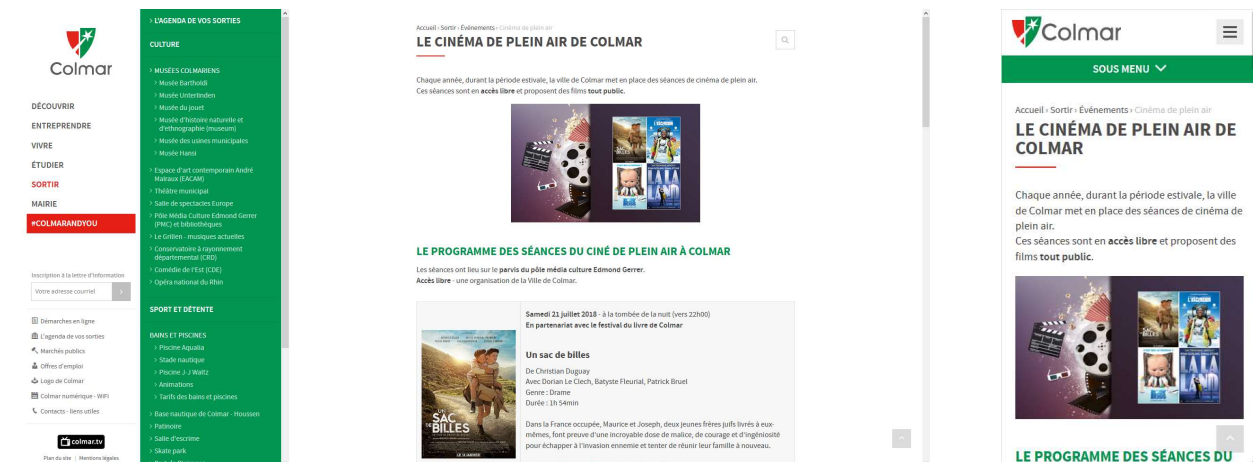 Colmar
DÉCOUVRIR
ENTREPRENDRE
VIVRE
ÉTUDIER
SORTIR
MAIRIE
#COLMARANDYOU
Inscription à la lettre d'information
Votre adresse courriel
Démarches en ligne
L'agenda de vos sorties
Marchés publics
Offres d'emploi
Logo de Colmar
Colmar numérique - WiFi
Contacts - liens utiles
colmar.tv
Plan du site | Mentions légales
> L'AGENDA DE VOS SORTIES
CULTURE
> MUSÉES COLMARIENS
> Musée Bartholdi
> Musée Unterlinden
> Musée du jouet
> Musée d'histoire naturelle et
d'ethnographie (museum)
> Musée des usines municipales
> Musée Hansi
> Espace d'art contemporain André
Malraux (EACAM)
> Théâtre municipal
> Salle de spectacles Europe
> Pôle Média Culture Edmond Gerrer
(PMC) et bibliothèques
> Le Grillen - musiques actuelles
> Conservatoire à rayonnement
départemental (CRD)
> Comédie de l'Est (CDE)
> Opéra national du Rhin
SPORT ET DÉTENTE
BAINS ET PISCINES
> Piscine Aqualia
> Stade nautique
> Piscine J-J Waltz
> Animations
> Tarifs des bains et piscines
> Base nautique de Colmar - Houssen
> Patinoire
> Salle d'escrime
> Skate park
Accueil › Sortir › Événements › Cinéma de plein air
LE CINÉMA DE PLEIN AIR DE COLMAR
Chaque année, durant la période estivale, la ville de Colmar met en place des séances de cinéma de plein air.
Ces séances sont en accès libre et proposent des films tout public.
LALA
LAND
LE PROGRAMME DES SÉANCES DU CINÉ DE PLEIN AIR À COLMAR
Les séances ont lieu sur le parvis du pôle média culture Edmond Gerrer.
Accès libre - une organisation de la Ville de Colmar.
UN
SAC
DE
BILLES
Samedi 21 juillet 2018 - à la tombée de la nuit (vers 22h00)
En partenariat avec le festival du livre de Colmar
Un sac de billes
De Christian Duguay
Avec Dorian Le Clech, Batyste Fleurial, Patrick Bruel
Genre : Drame
Durée : 1h 54min
Dans la France occupée, Maurice et Joseph, deux jeunes frères juifs livrés à eux-
mêmes, font preuve d'une incroyable dose de malice, de courage et d'ingéniosité
pour échapper à l'invasion ennemie et tenter de réunir leur famille à nouveau.
Colmar
SOUS MENU
Accueil › Sortir › Événements › Cinéma de plein air
LE CINÉMA DE PLEIN AIR DE
COLMAR
Chaque année, durant la période estivale, la ville
de Colmar met en place des séances de cinéma de
plein air.
Ces séances sont en accès libre et proposent des
films tout public.
LALA
LAND
LE PROGRAMME DES SÉANCES DU